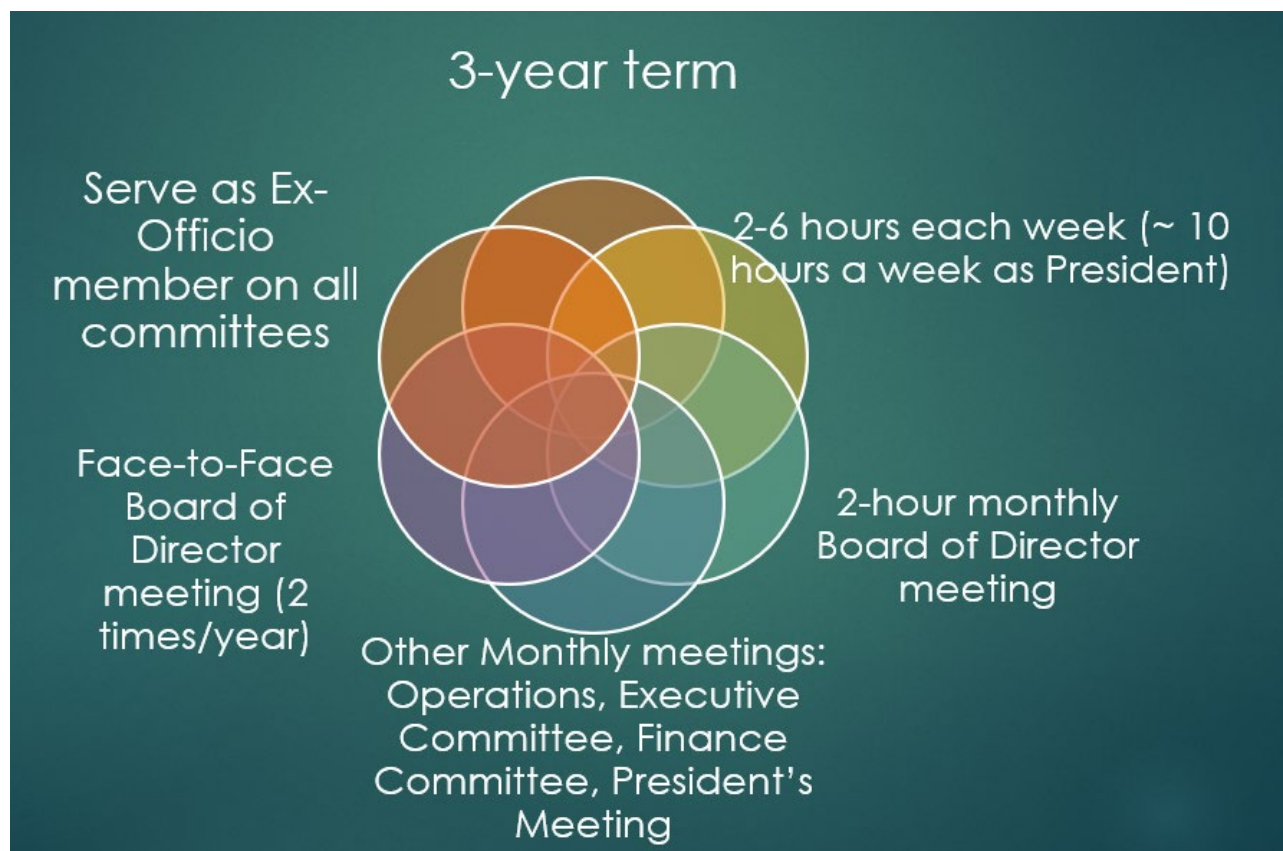 3-year term
2-6 hours each week (~ 10
hours a week as President)
2-hour monthly
Board of Director
meeting
Other Monthly meetings:
Operations, Executive
Committee, Finance
Committee, President’s
Meeting
Face-to-Face
Board of
Director
meeting (2
times/year)
Serve as Ex-
Officio
member on all
committees